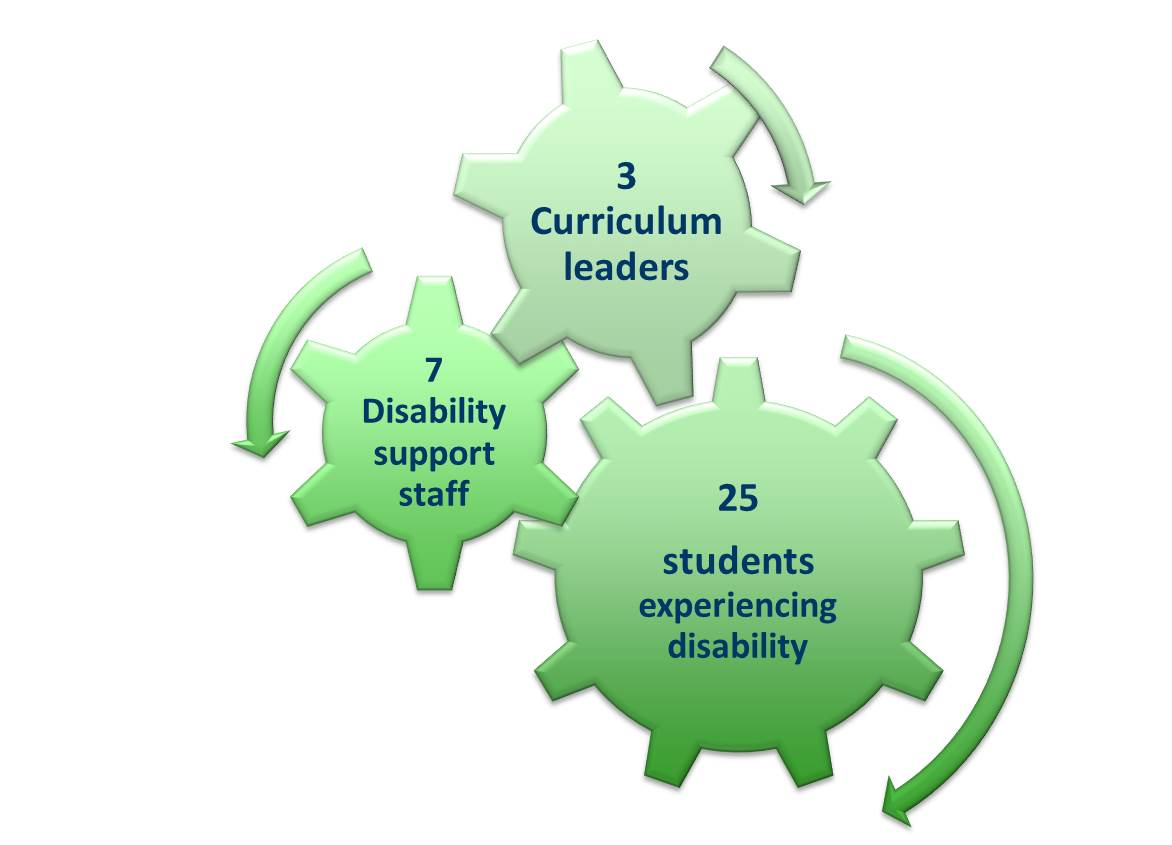 3
Curriculum
leaders
7
Disability
support
staff
25
students
experiencing
disability